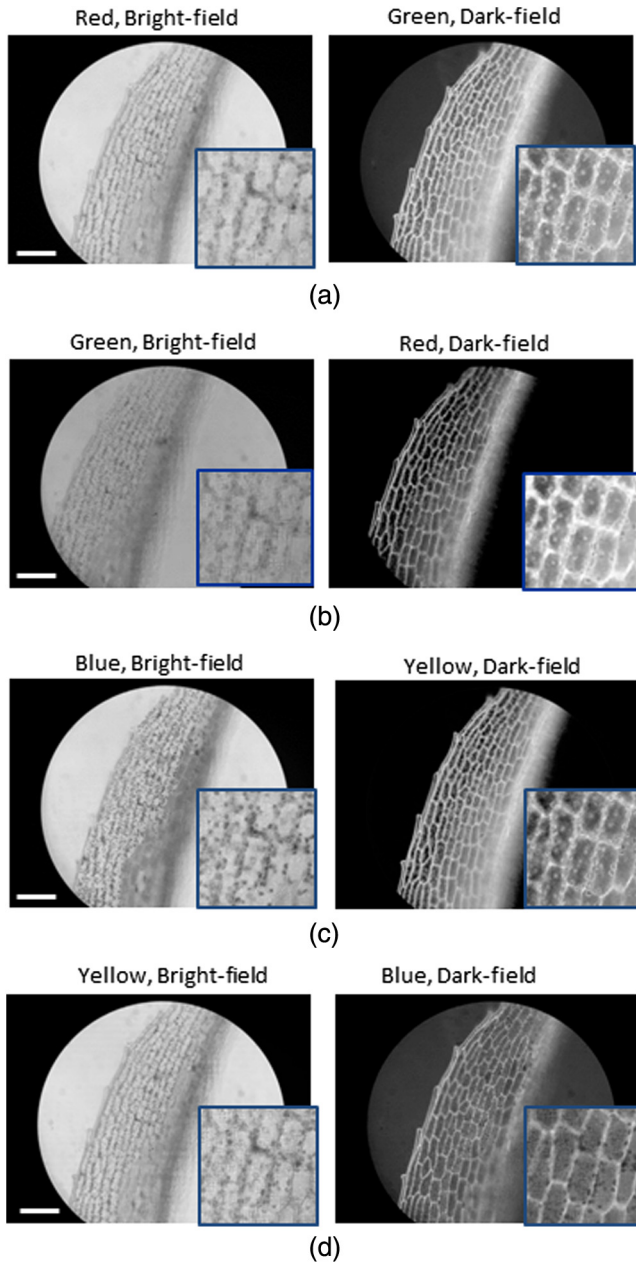 Red, Bright-field
Green, Dark-field
(a)
Green, Bright-field
Red, Dark-field
(b)
Blue, Bright-field
Yellow, Dark-field
(c)
Yellow, Bright-field
Blue, Dark-field
(d)